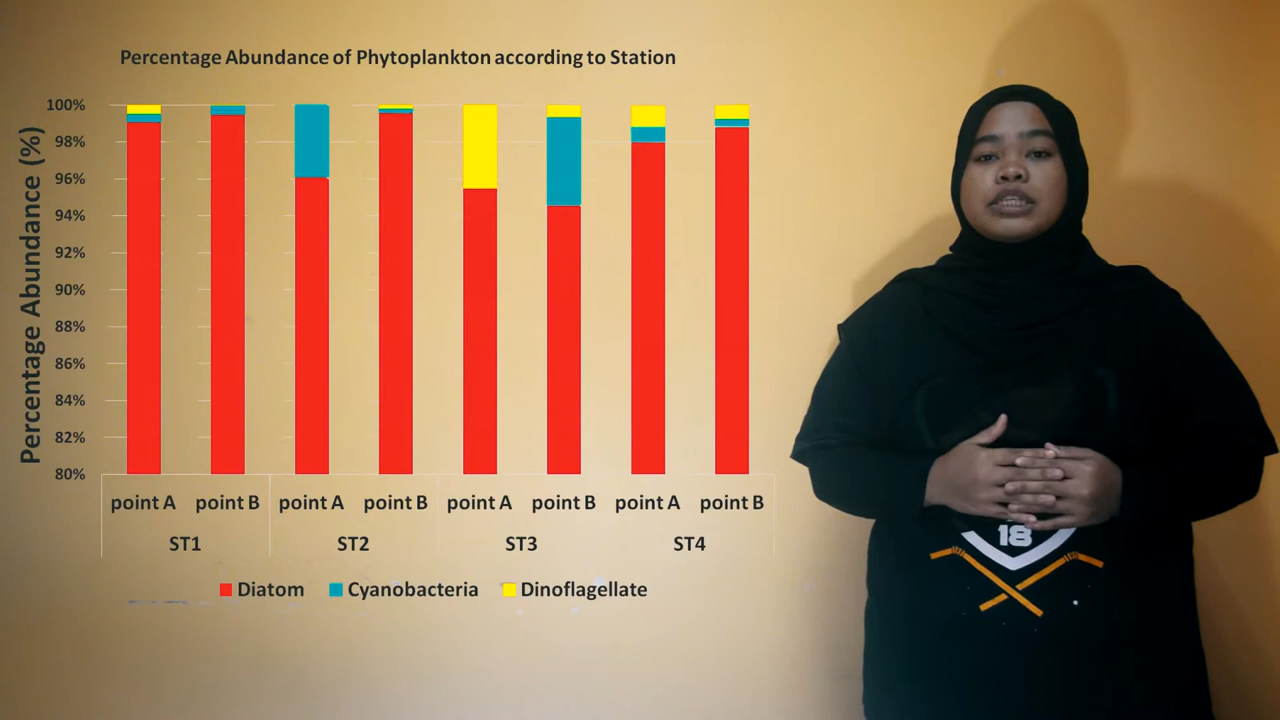 Percentage Abundance of Phytoplankton according to Station
Percentage Abundance (%)
100%
98%
96%
94%
92%
90%
88%
86%
84%
82%
80%
point A point B point A point B point A point B point A point B
ST1 ST2 ST3 ST4
Diatom Cyanobacteria Dinoflagellate
18